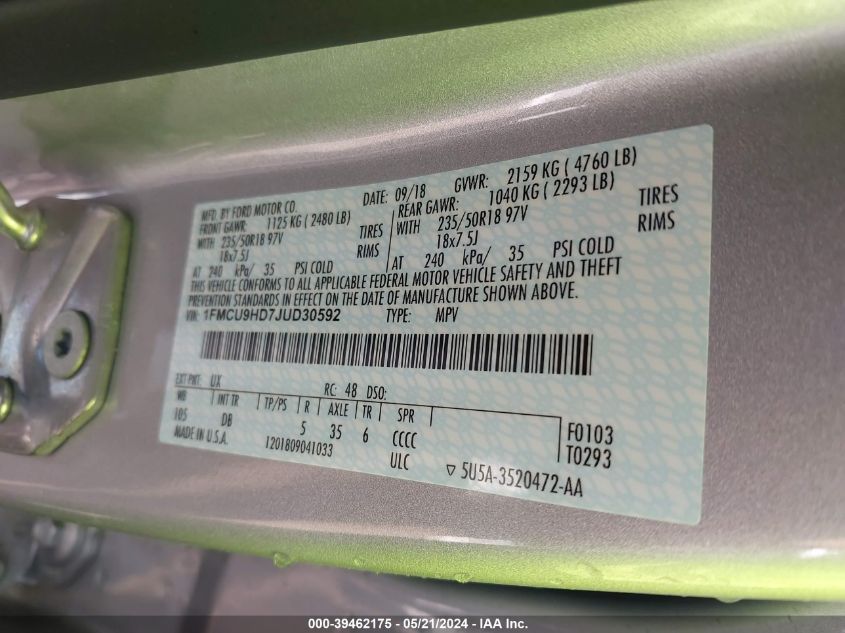 MFD. BY FORD MOTOR CO. DATE: 09/18 GVWR: 2159 KG ( 4760 LB)
FRONT GAWR: 1125 KG ( 2480 LB) REAR GAWR: 1040 KG ( 2293 LB)
WITH 235/50R18 97V TIRES WITH 235/50R18 97V TIRES
18x7.5J RIMS 18x7.5J RIMS
AT 240 kPa/ 35 PSI COLD AT 240 kPa/ 35 PSI COLD
THIS VEHICLE CONFORMS TO ALL APPLICABLE FEDERAL MOTOR VEHICLE SAFETY AND THEFT
PREVENTION STANDARDS IN EFFECT ON THE DATE OF MANUFACTURE SHOWN ABOVE.
VIN: 1FMCU9HD7JUD30592 TYPE: MPV
EXT PNT: UX RC: 48 DSO:
WB INT TR TP/PS R AXLE TR SPR
105 DB 5 35 6 CCCC F0103
MADE IN U.S.A. 1201809041033 ULC T0293
▽ 5U5A-3520472-AA
000-39462175 - 05/21/2024 - IAA Inc.